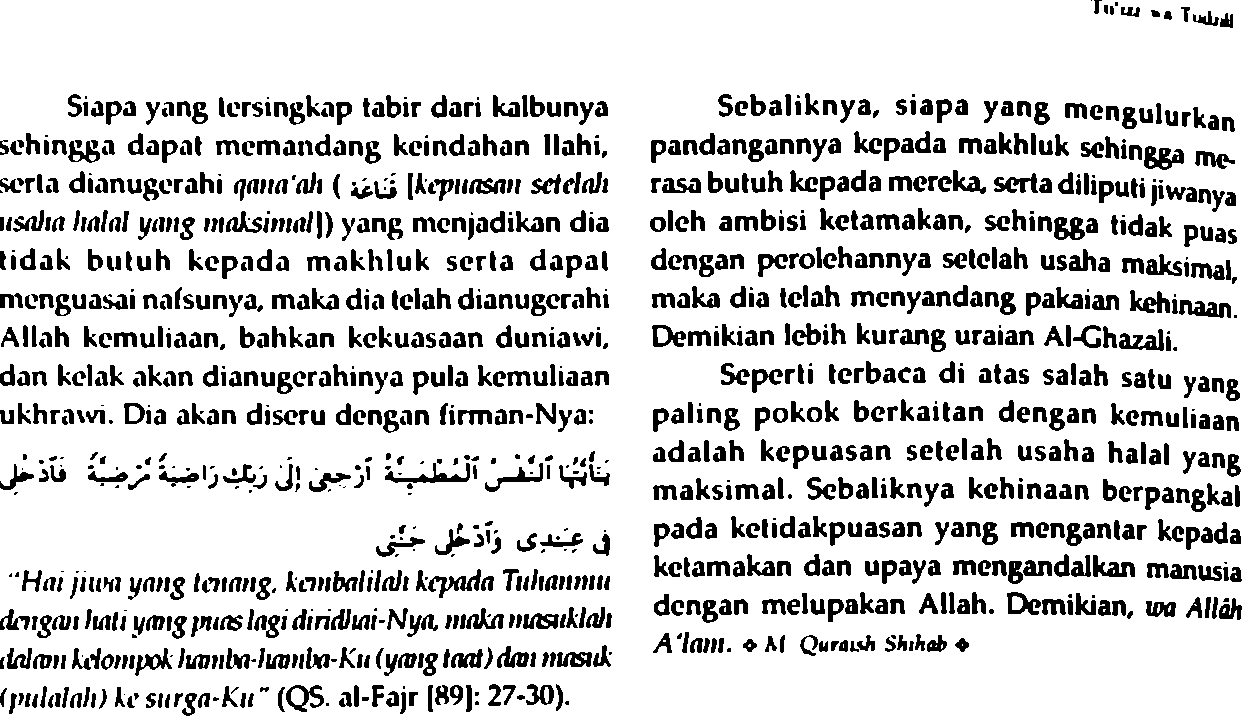 Tu'izz wa Tudzill
Siapa yang tersingkap tabir dari kalbunya
sehingga dapat memandang keindahan Ilahi,
serta dianugerahi qana'ah ( قَنَاعَة [kepuasan setelah
usaha halal yang maksimal]) yang menjadikan dia
tidak butuh kepada makhluk serta dapat
menguasai nafsunya, maka dia telah dianugerahi
Allah kemuliaan, bahkan kekuasaan duniawi,
dan kelak akan dianugerahinya pula kemuliaan
ukhrawi. Dia akan diseru dengan firman-Nya:
يَٰٓأَيَّتُهَا ٱلنَّفْسُ ٱلْمُطْمَئِنَّةُ ٱرْجِعِىٓ إِلَىٰ رَبِّكِ رَاضِيَةً مَّرْضِيَّةً فَٱدْخُلِى
فِى عِبَٰدِى وَٱدْخُلِى جَنَّتِى
"Hai jiwa yang tenang, kembalilah kepada Tuhanmu
dengan hati yang puas lagi diridhai-Nya, maka masuklah
dalam kelompok hamba-hamba-Ku (yang taat) dan masuk
(pulalah) ke surga-Ku" (QS. al-Fajr [89]: 27-30).
Sebaliknya, siapa yang mengulurkan
pandangannya kepada makhluk sehingga me-
rasa butuh kepada mereka, serta diliputi jiwanya
oleh ambisi ketamakan, sehingga tidak puas
dengan perolehannya setelah usaha maksimal,
maka dia telah menyandang pakaian kehinaan.
Demikian lebih kurang uraian Al-Ghazali.
Seperti terbaca di atas salah satu yang
paling pokok berkaitan dengan kemuliaan
adalah kepuasan setelah usaha halal yang
maksimal. Sebaliknya kehinaan berpangkal
pada ketidakpuasan yang mengantar kepada
ketamakan dan upaya mengandalkan manusia
dengan melupakan Allah. Demikian, wa Allâh
A'lam. ❖ M Quraish Shihab ❖